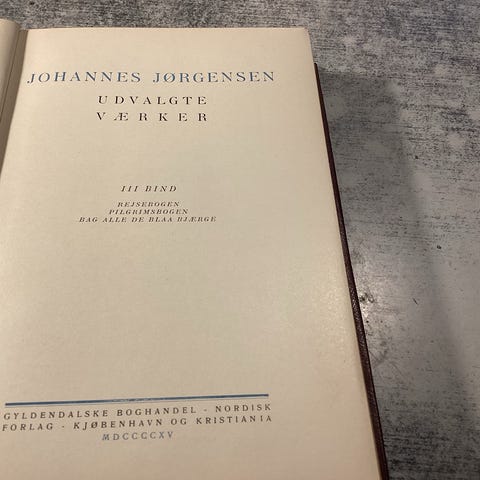 JOHANNES JØRGENSEN
UDVALGTE
VÆRKER
III BIND
REJSEBOGEN
PILGRIMSBOGEN
BAG ALLE DE BLAA BJÆRGE
GYLDENDALSKE BOGHANDEL - NORDISK
FORLAG - KJØBENHAVN OG KRISTIANIA
MDCCCCXV